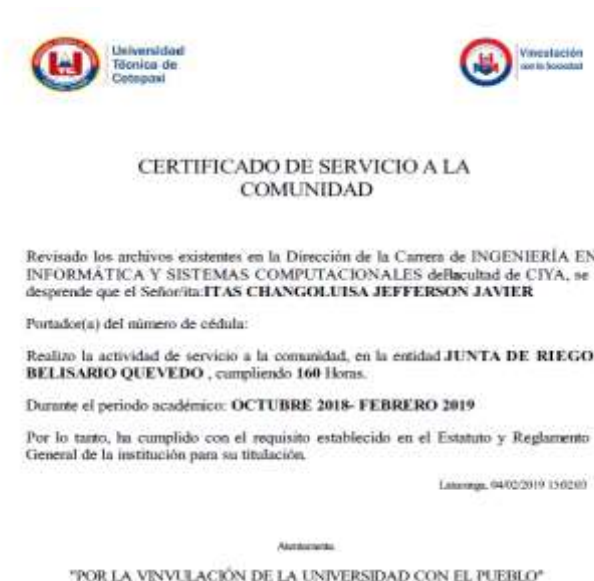 Universidad
Técnica de
Cotopaxi
Vinculación
con la Sociedad
CERTIFICADO DE SERVICIO A LA
COMUNIDAD
Revisado los archivos existentes en la Dirección de la Carrera de INGENIERÍA EN
INFORMÁTICA Y SISTEMAS COMPUTACIONALES de la facultad de CIYA, se
desprende que el Señor/ita:ITAS CHANGOLUISA JEFFERSON JAVIER
Portador(a) del número de cédula:
Realizo la actividad de servicio a la comunidad, en la entidad JUNTA DE RIEGO
BELISARIO QUEVEDO , cumpliendo 160 Horas.
Durante el periodo académico: OCTUBRE 2018- FEBRERO 2019
Por lo tanto, ha cumplido con el requisito establecido en el Estatuto y Reglamento
General de la institución para su titulación.
Latacunga, 04/02/2019 15:02:03
Atentamente.
"POR LA VINVULACIÓN DE LA UNIVERSIDAD CON EL PUEBLO"